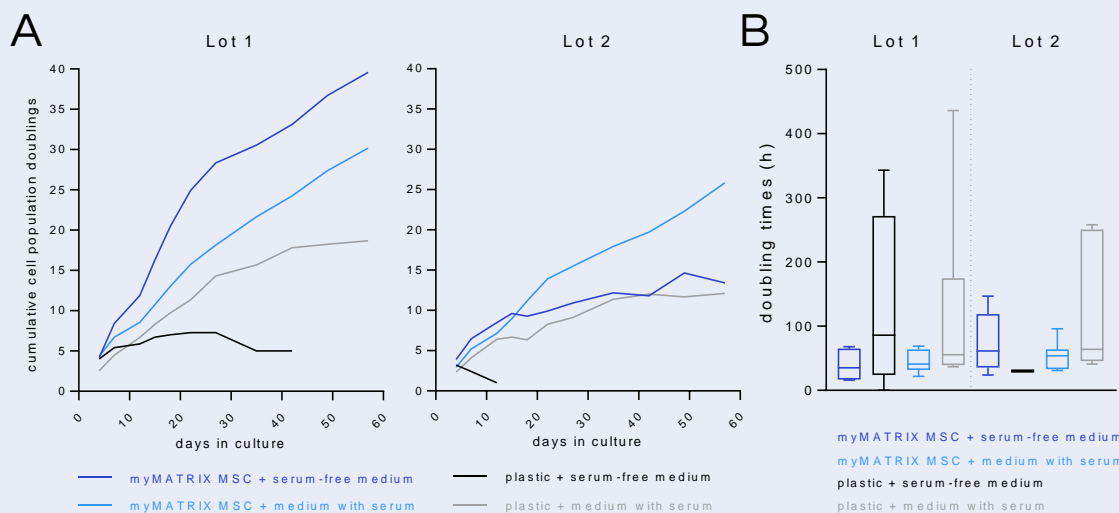 A
B
Lot 1
Lot 2
Lot 1
Lot 2
cumulative cell population doublings
40
35
30
25
20
15
10
5
0
0
10
20
30
40
50
60
days in culture
40
35
30
25
20
15
10
5
0
0
10
20
30
40
50
60
days in culture
doubling times (h)
500
400
300
200
100
0
myMATRIX MSC + serum-free medium
myMATRIX MSC + medium with serum
plastic + serum-free medium
plastic + medium with serum
myMATRIX MSC + serum-free medium
myMATRIX MSC + medium with serum
plastic + serum-free medium
plastic + medium with serum